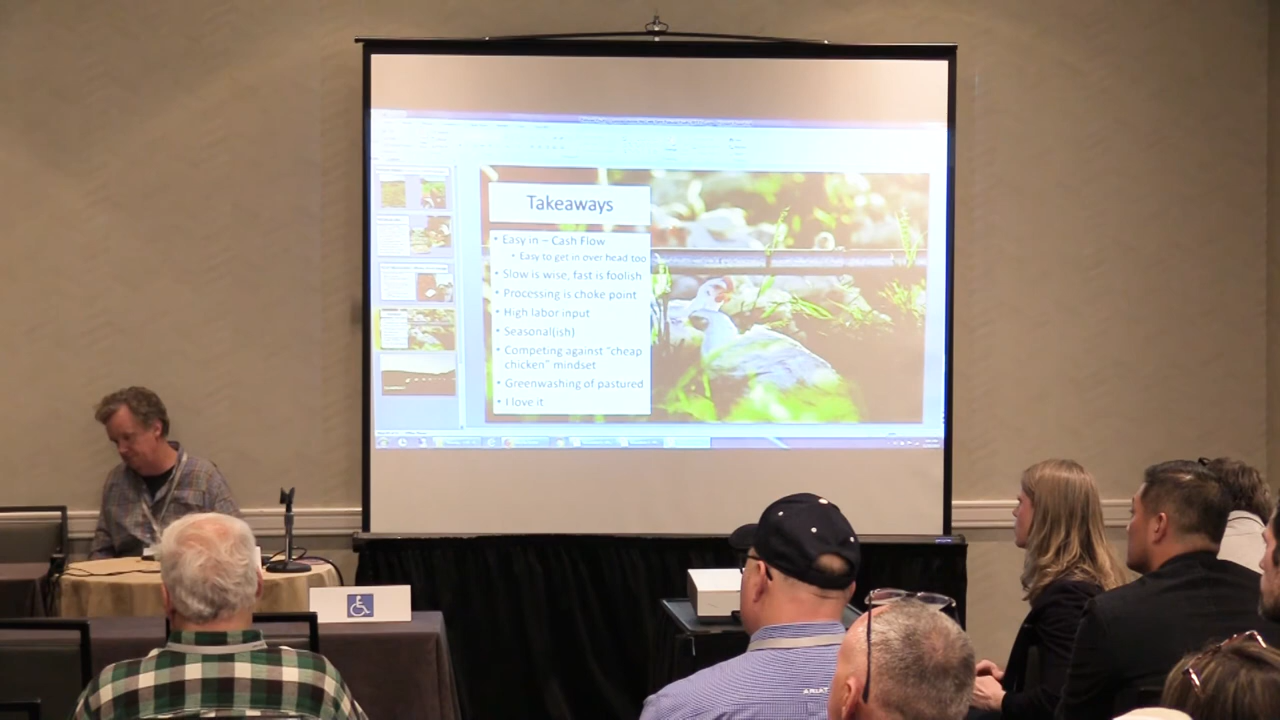 Takeaways
• Easy in – Cash Flow
• Easy to get in over head too
• Slow is wise, fast is foolish
• Processing is choke point
• High labor input
• Seasonal(ish)
• Competing against "cheap
chicken" mindset
• Greenwashing of pastured
• I love it
ARIAT